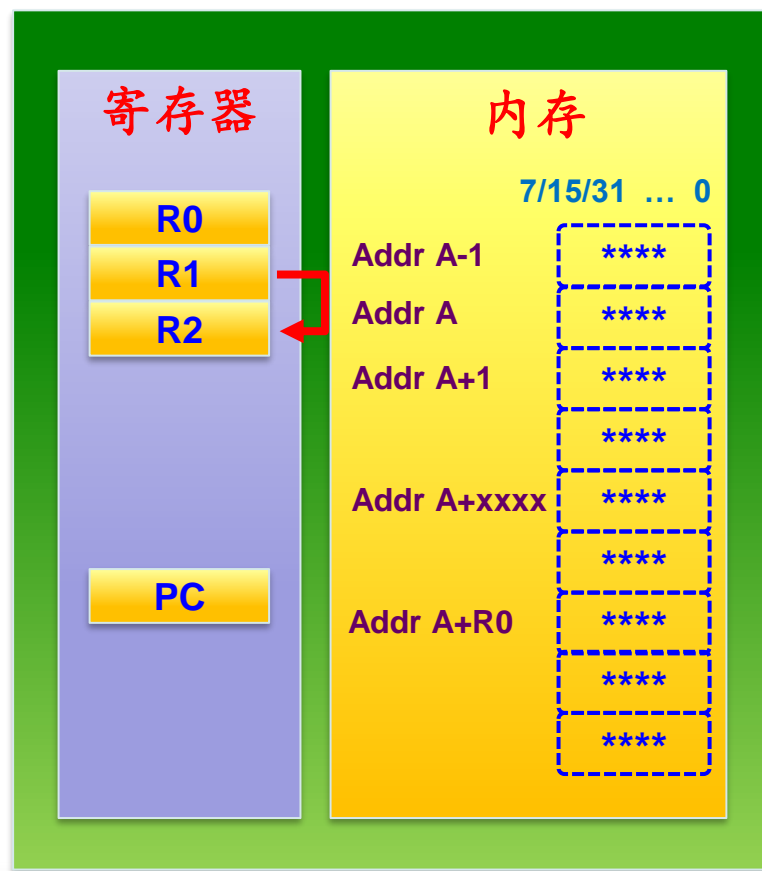 寄存器
R0
R1
R2
PC
内存
7/15/31 … 0
Addr A-1 ****
Addr A ****
Addr A+1 ****
****
Addr A+xxxx ****
****
Addr A+R0 ****
****
****